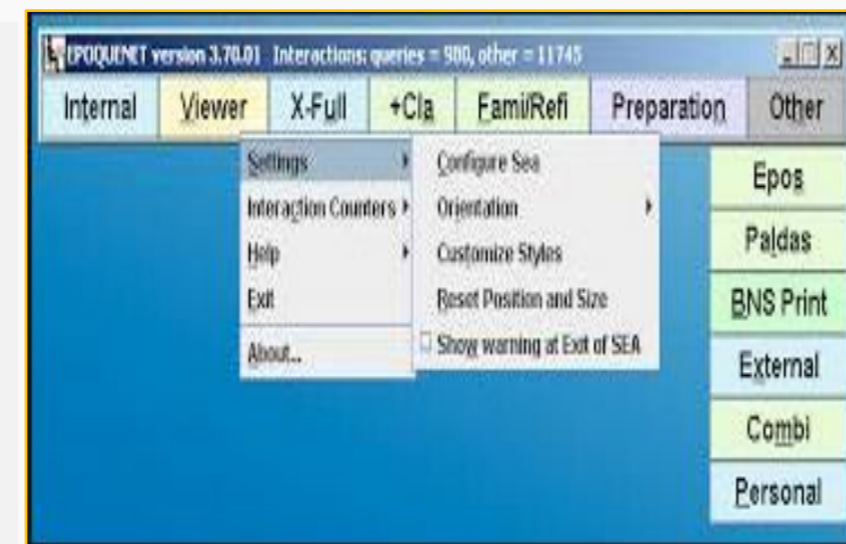 EPOQUENET version 3.70.01 Interactions: queries = 980, other = 11745
Internal Viewer X-Full +Cla Fami/Refi Preparation Other
Settings
Interaction Counters
Help
Exit
About...
Configure Sea
Orientation
Customize Styles
Reset Position and Size
Show warning at Exit of SEA
Epos
Paldas
BNS Print
External
Combi
Personal